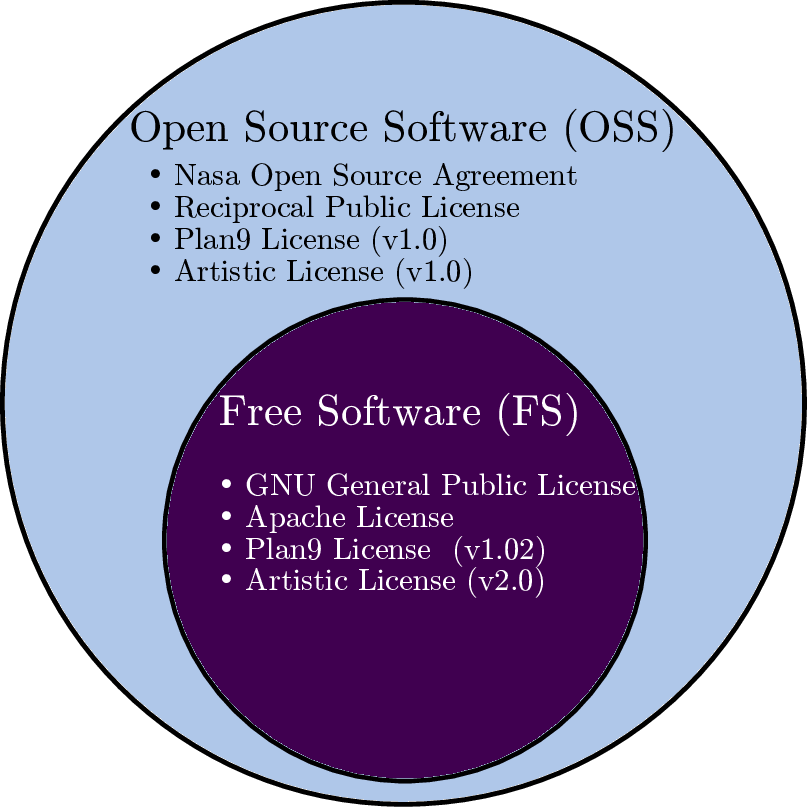 Open Source Software (OSS)
• Nasa Open Source Agreement
• Reciprocal Public License
• Plan9 License (v1.0)
• Artistic License (v1.0)
Free Software (FS)
• GNU General Public License
• Apache License
• Plan9 License (v1.02)
• Artistic License (v2.0)